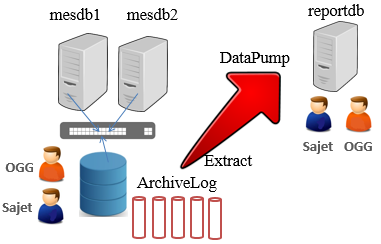 mesdb1 mesdb2
reportdb
DataPump
Sajet OGG
Extract
OGG
ArchiveLog
Sajet